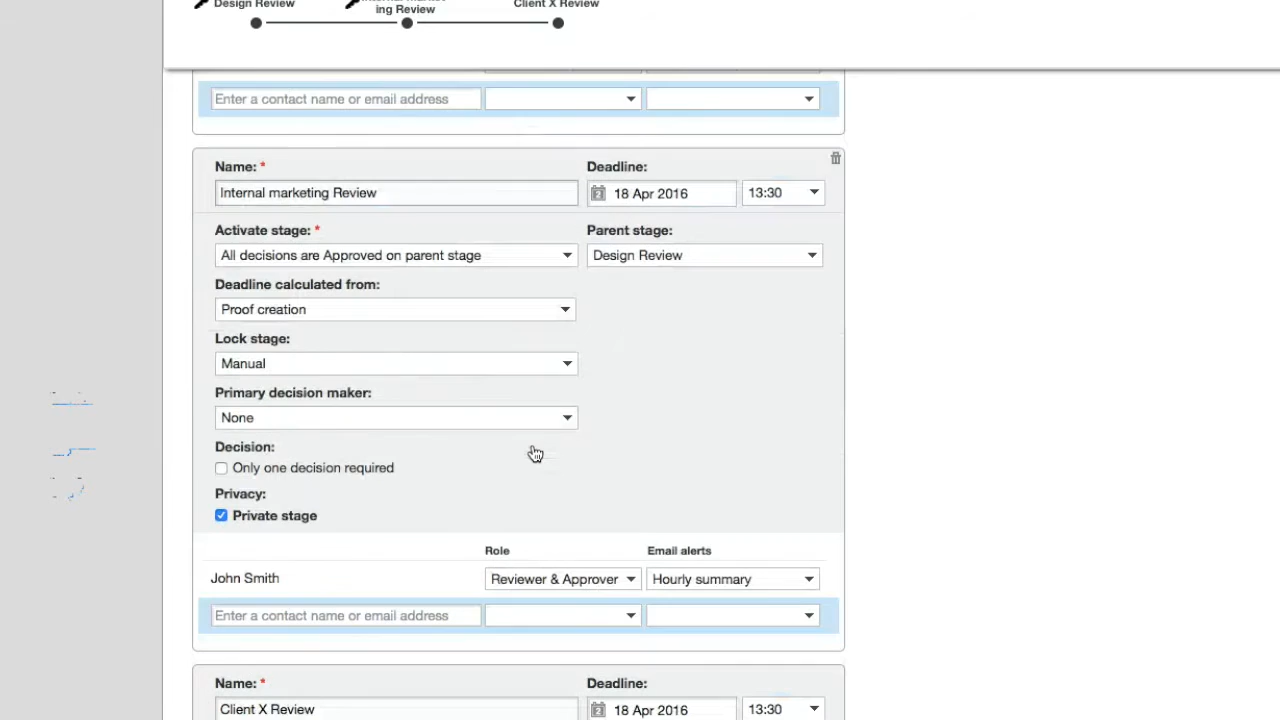 Design Review
ing Review
Client X Review
Enter a contact name or email address
Name: *
Deadline:
Internal marketing Review
18 Apr 2016
13:30
Activate stage: *
Parent stage:
All decisions are Approved on parent stage
Design Review
Deadline calculated from:
Proof creation
Lock stage:
Manual
Primary decision maker:
None
Decision:
Only one decision required
Privacy:
Private stage
Role
Email alerts
John Smith
Reviewer & Approver
Hourly summary
Enter a contact name or email address
Name: *
Deadline:
Client X Review
18 Apr 2016
13:30